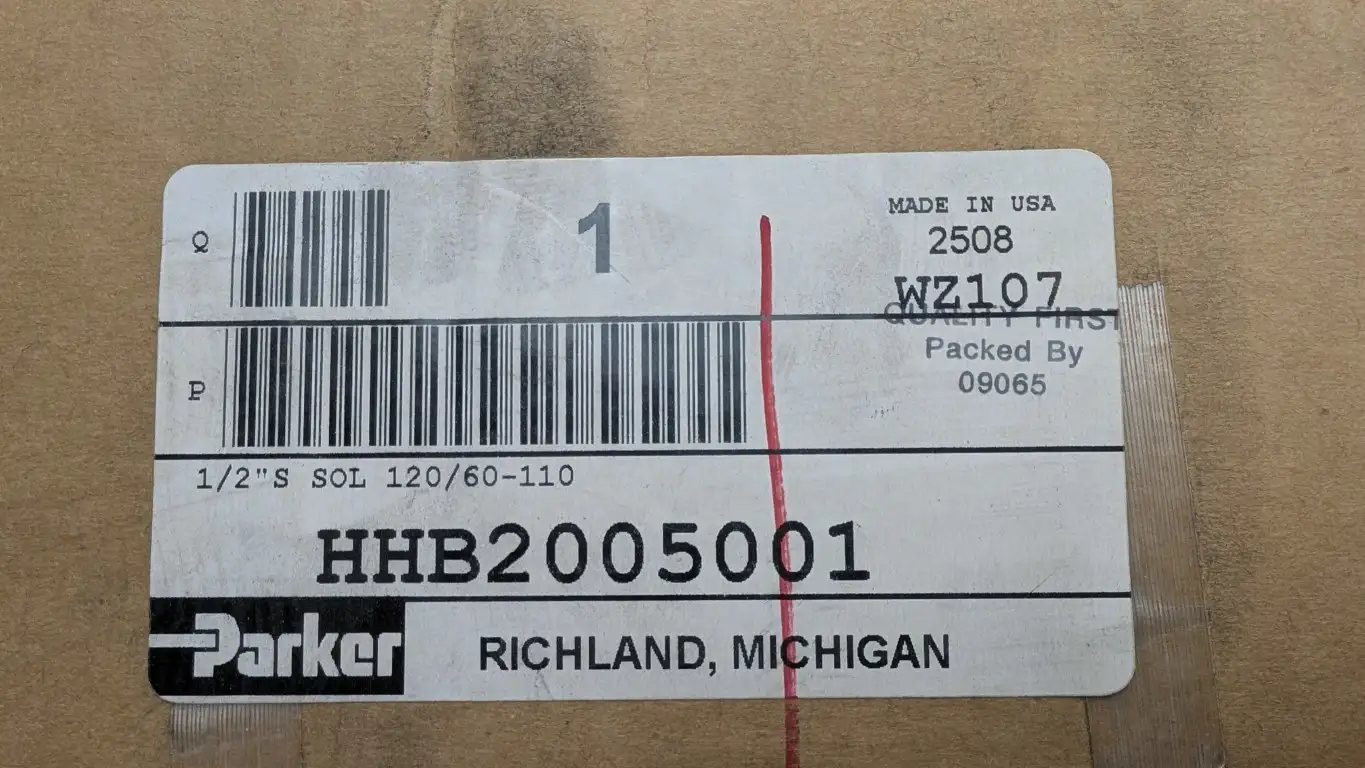 Q
1
MADE IN USA
2508
WZ107
QUALITY FIRST
Packed By
09065
P
1/2"S SOL 120/60-110
HHB2005001
Parker
RICHLAND, MICHIGAN